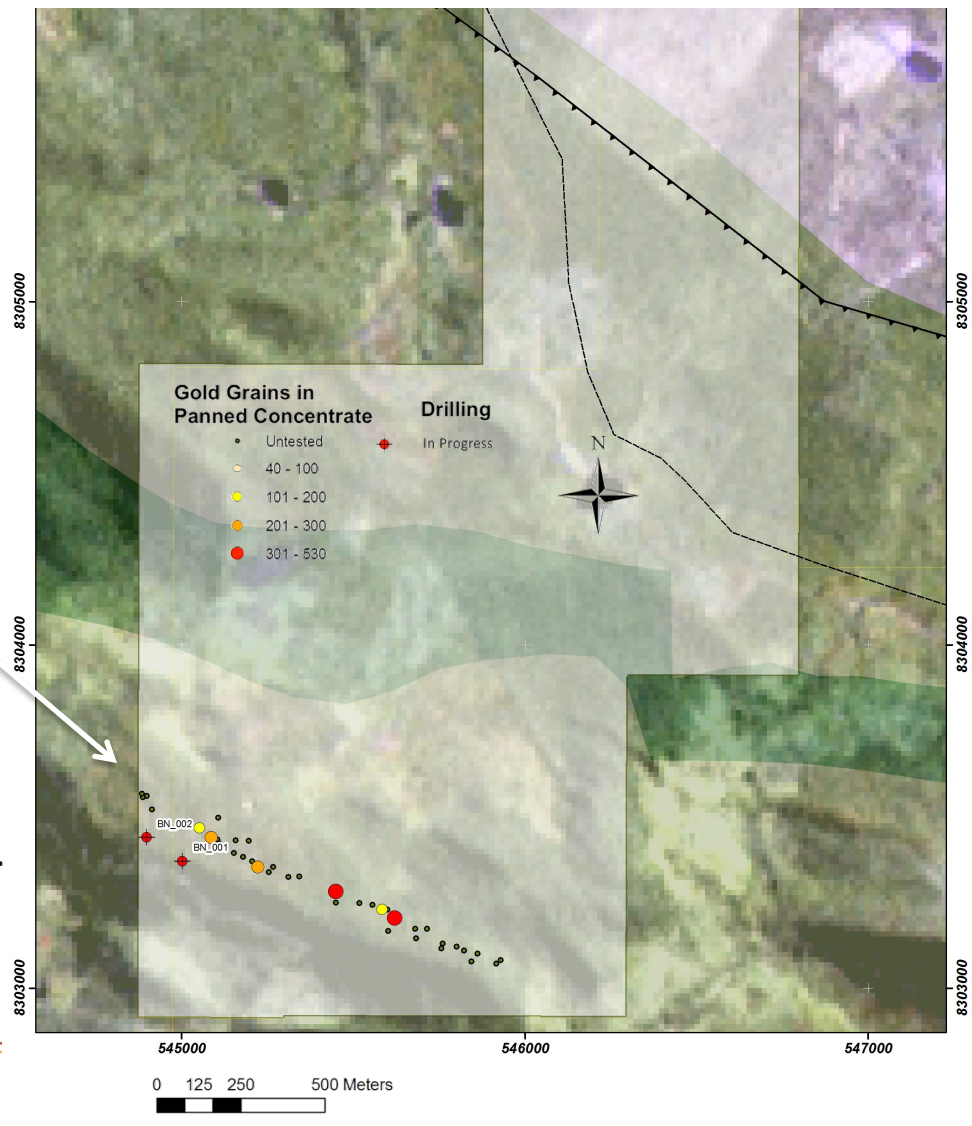 8305000
8305000
Gold Grains in
Panned Concentrate
Drilling
Untested
In Progress
40 - 100
N
101 - 200
201 - 300
301 - 530
8304000
8304000
BN_002
BN_001
8303000
8303000
545000
546000
547000
0 125 250 500 Meters